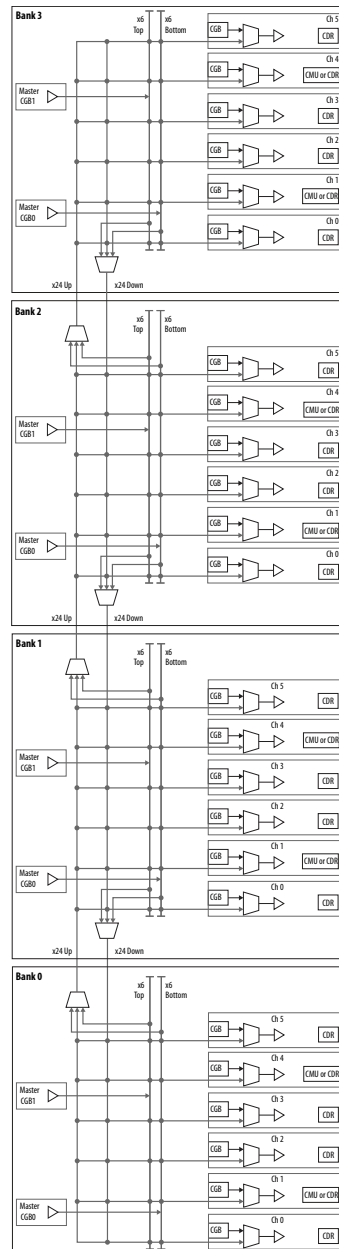 Bank 3
x6 x6
Top Bottom
Ch 5
CGB
CDR
Ch 4
CGB
CMU or CDR
Master
CGB1
Ch 3
CGB
CDR
Ch 2
CGB
CDR
Ch 1
CGB
CMU or CDR
Master
CGB0
Ch 0
CGB
CDR
x24 Up x24 Down
Bank 2
x6 x6
Top Bottom
Ch 5
CGB
CDR
Ch 4
CGB
CMU or CDR
Master
CGB1
Ch 3
CGB
CDR
Ch 2
CGB
CDR
Ch 1
CGB
CMU or CDR
Master
CGB0
Ch 0
CGB
CDR
x24 Up x24 Down
Bank 1
x6 x6
Top Bottom
Ch 5
CGB
CDR
Ch 4
CGB
CMU or CDR
Master
CGB1
Ch 3
CGB
CDR
Ch 2
CGB
CDR
Ch 1
CGB
CMU or CDR
Master
CGB0
Ch 0
CGB
CDR
x24 Up x24 Down
Bank 0
x6 x6
Top Bottom
Ch 5
CGB
CDR
Ch 4
CGB
CMU or CDR
Master
CGB1
Ch 3
CGB
CDR
Ch 2
CGB
CDR
Ch 1
CGB
CMU or CDR
Master
CGB0
Ch 0
CGB
CDR